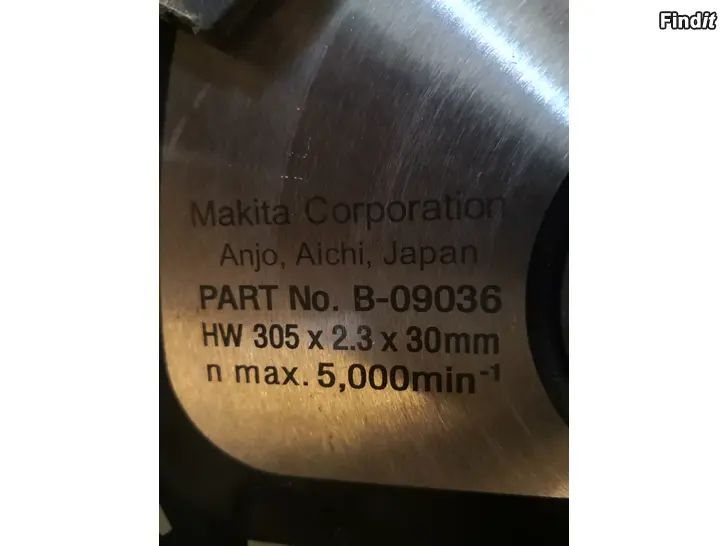 Findit
Makita Corporation
Anjo, Aichi, Japan
PART No. B-09036
HW 305 x 2.3 x 30mm
n max. 5,000min⁻¹